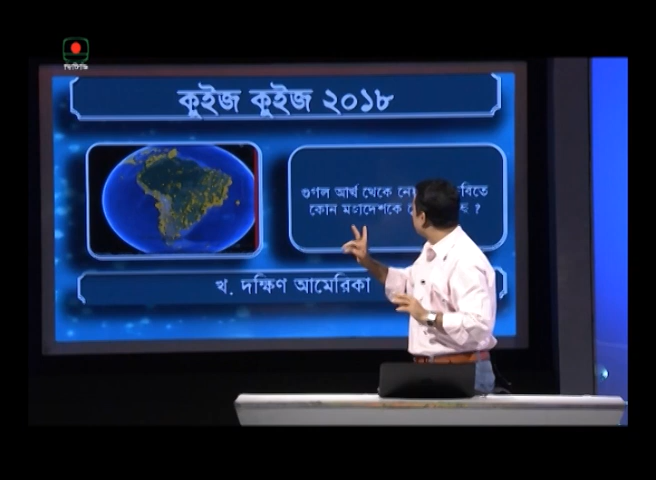 বিটিভি
কুইজ কুইজ ২০১৮
গুগল আর্থ থেকে বিতে
কোন মহাদেশকে ?
খ. দক্ষিণ আমেরিকা